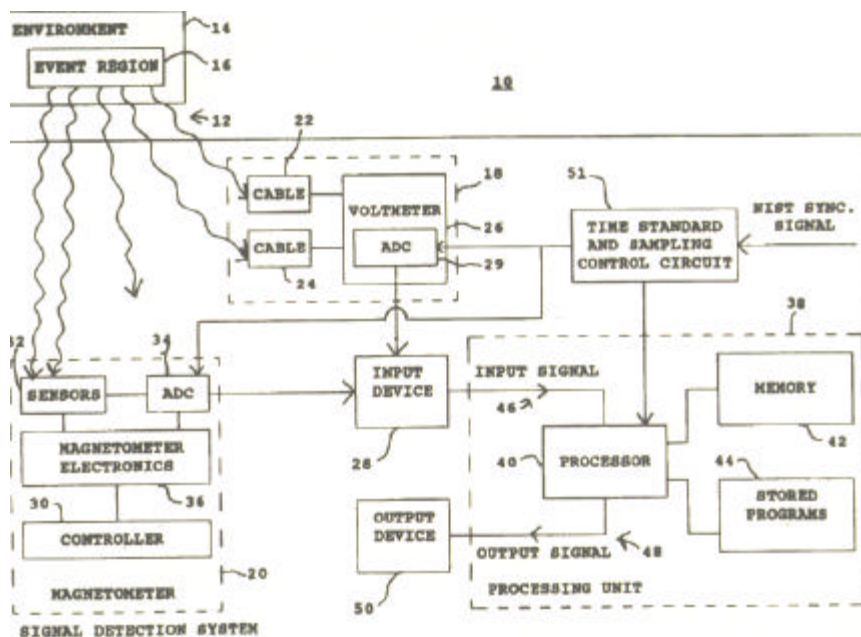 ENVIRONMENT
14
EVENT REGION
16
10
12
22
CABLE
18
VOLTMETER
26
ADC
29
CABLE
24
51
TIME STANDARD
AND SAMPLING
CONTROL CIRCUIT
NIST SYNC.
SIGNAL
38
32
34
SENSORS
ADC
INPUT
DEVICE
28
INPUT SIGNAL
46
MEMORY
42
MAGNETOMETER
ELECTRONICS
36
40
PROCESSOR
44
STORED
PROGRAMS
30
CONTROLLER
OUTPUT
DEVICE
50
OUTPUT SIGNAL
48
20
MAGNETOMETER
PROCESSING UNIT
SIGNAL DETECTION SYSTEM